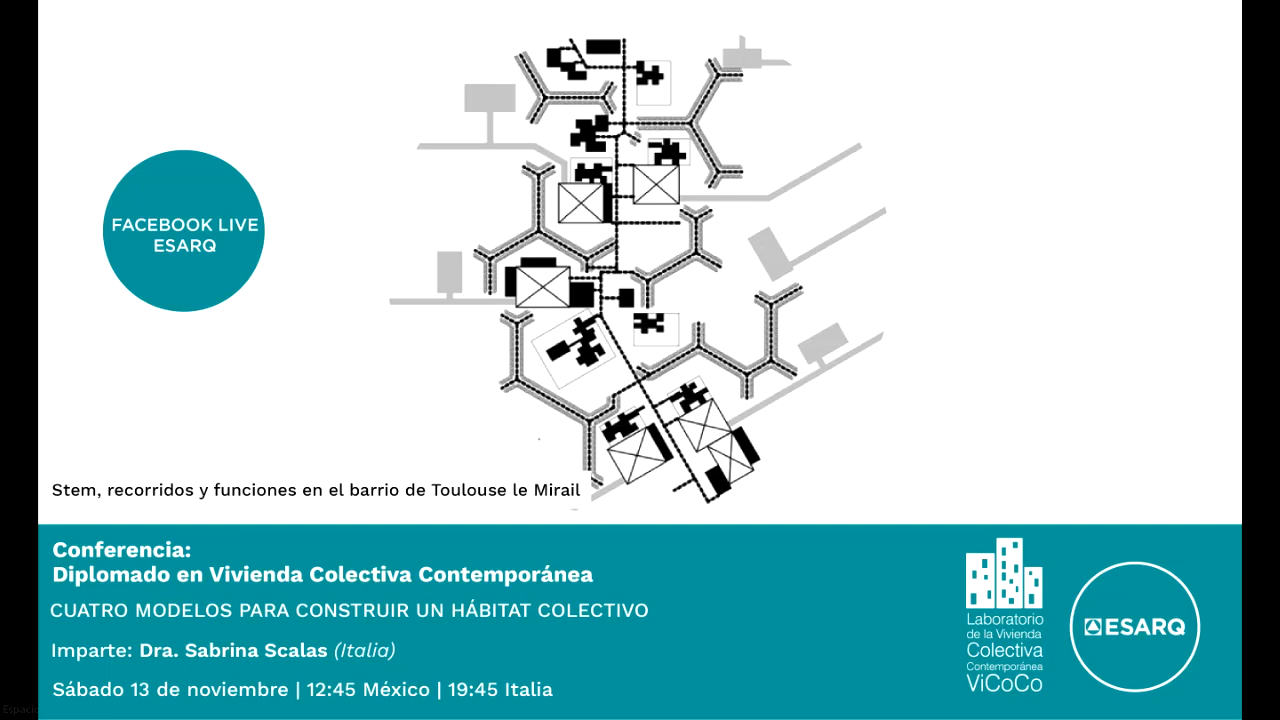 FACEBOOK LIVE
ESARQ
Stem, recorridos y funciones en el barrio de Toulouse le Mirail
Conferencia:
Diplomado en Vivienda Colectiva Contemporánea
CUATRO MODELOS PARA CONSTRUIR UN HÁBITAT COLECTIVO
Imparte: Dra. Sabrina Scalas (Italia)
Sábado 13 de noviembre | 12:45 México | 19:45 Italia
Laboratorio
de la Vivienda
Colectiva
Contemporánea
ViCoCo
ESARQ